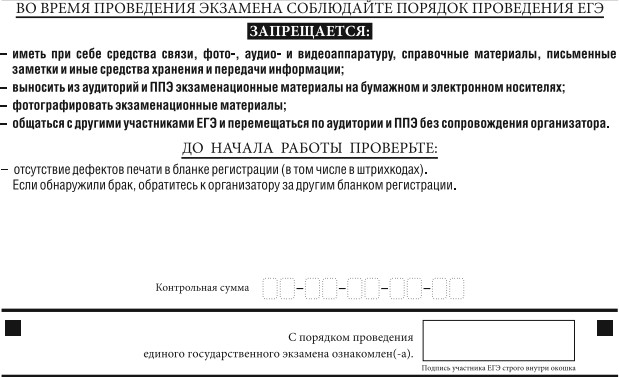 ВО ВРЕМЯ ПРОВЕДЕНИЯ ЭКЗАМЕНА СОБЛЮДАЙТЕ ПОРЯДОК ПРОВЕДЕНИЯ ЕГЭ
ЗАПРЕЩАЕТСЯ:
– иметь при себе средства связи, фото-, аудио- и видеоаппаратуру, справочные материалы, письменные
заметки и иные средства хранения и передачи информации;
– выносить из аудиторий и ППЭ экзаменационные материалы на бумажном и электронном носителях;
– фотографировать экзаменационные материалы;
– общаться с другими участниками ЕГЭ и перемещаться по аудитории и ППЭ без сопровождения организатора.
ДО НАЧАЛА РАБОТЫ ПРОВЕРЬТЕ:
– отсутствие дефектов печати в бланке регистрации (в том числе в штрихкодах).
Если обнаружили брак, обратитесь к организатору за другим бланком регистрации.
Контрольная сумма – – – –
С порядком проведения
единого государственного экзамена ознакомлен(-а).
Подпись участника ЕГЭ строго внутри окошка